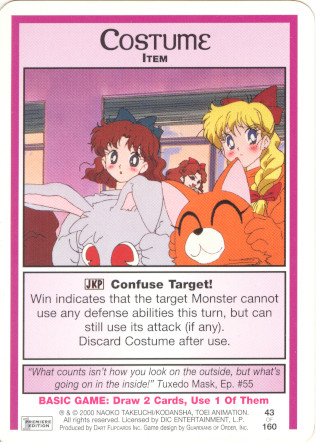 COSTUME
ITEM
JKP Confuse Target!
Win indicates that the target Monster cannot
use any defense abilities this turn, but can
still use its attack (if any).
Discard Costume after use.
"What counts isn't how you look on the outside, but what's
going on in the inside!" Tuxedo Mask, Ep. #55
BASIC GAME: Draw 2 Cards, Use 1 Of Them
PREMIERE
EDITION
® & © 2000 NAOKO TAKEUCHI/KODANSHA, TOEI ANIMATION.
All rights reserved. Licensed by DIC ENTERTAINMENT, L.P.
Produced by Dart Flipcards Inc. Game design by Guardians of Order, Inc.
43
OF
160